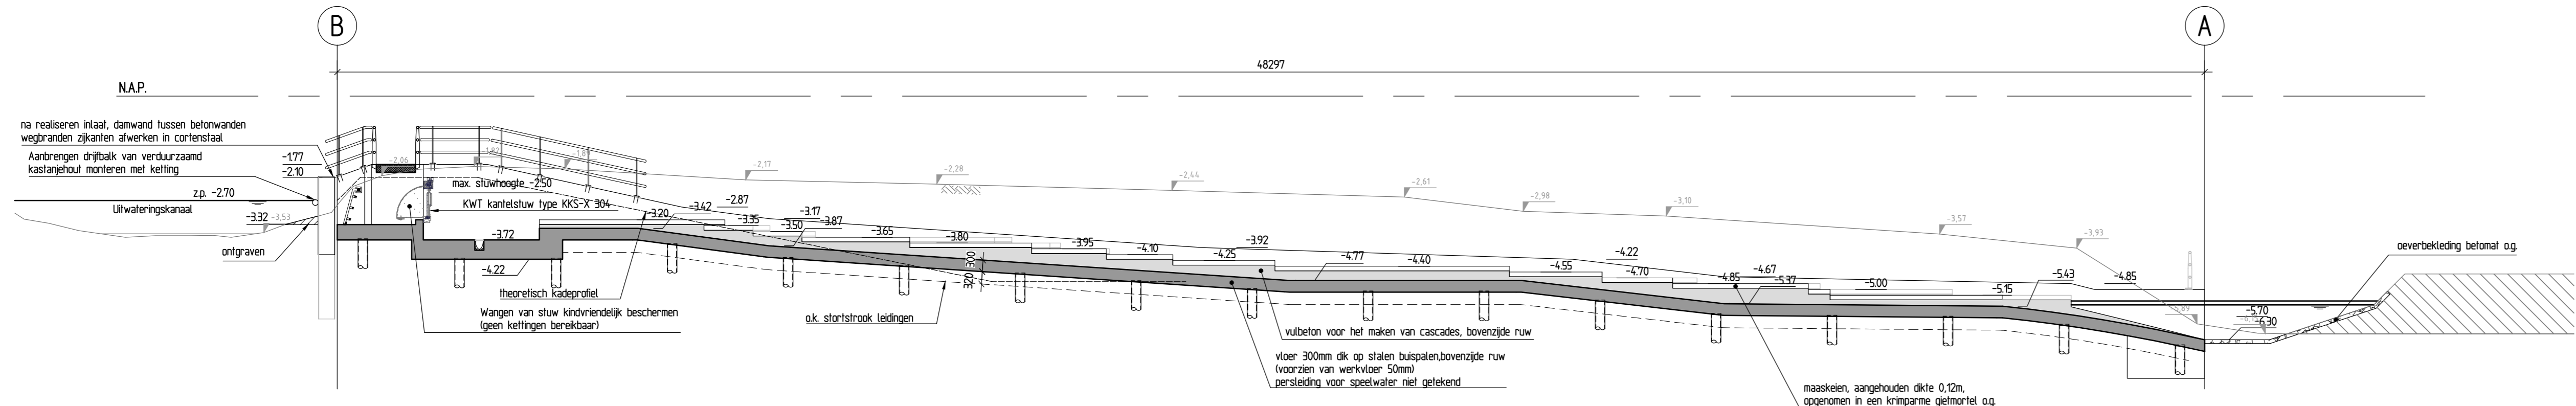 B
A
48297
N.A.P.
na realiseren inlaat, damwand tussen betonwanden
wegbranden zijkanten afwerken in cortenstaal
Aanbrengen drijfbalk van verduurzaamd
kastanjehout monteren met ketting
-1.77
-2.10
z.p. -2.70
Uitwateringskanaal
-3.32
-3,53
ontgraven
-2,06
-1,82
-2,17
-2,28
-2,44
-2,61
-2,98
-3,10
-3,57
-3,93
max. stuwhoogte -2.50
KWT kantelstuw type KKS-X 304
-2.87
-3.17
-3.20
-3.42
-3.35
-3.50
-3.87
-3.65
-3.80
-3.95
-3.92
-4.10
-4.25
-4.22
-4.40
-4.77
-4.55
-4.70
-4.67
-4.85
-5.37
-5.00
-5.15
-5.43
-4.85
-3.72
-4.22
300
320
theoretisch kadeprofiel
Wangen van stuw kindvriendelijk beschermen
(geen kettingen bereikbaar)
o.k. stortstrook leidingen
vulbeton voor het maken van cascades, bovenzijde ruw
vloer 300mm dik op stalen buispalen,bovenzijde ruw
(voorzien van werkvloer 50mm)
persleiding voor speelwater niet getekend
maaskeien, aangehouden dikte 0,12m,
opgenomen in een krimparme gietmortel o.g.
oeverbekleding betomat o.g.
-5.70
-6.30